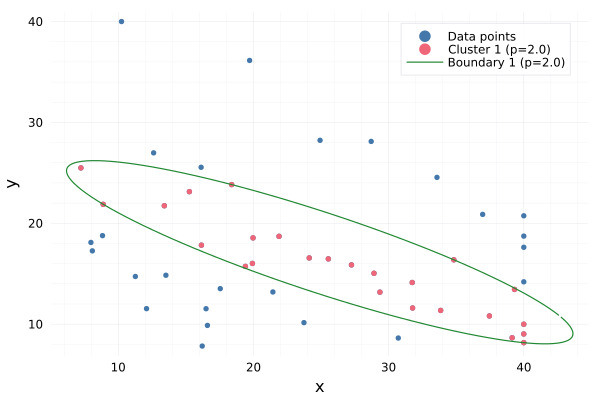 40
30
20
10
y
10 20 30 40
x
Data points
Cluster 1 (p=2.0)
Boundary 1 (p=2.0)